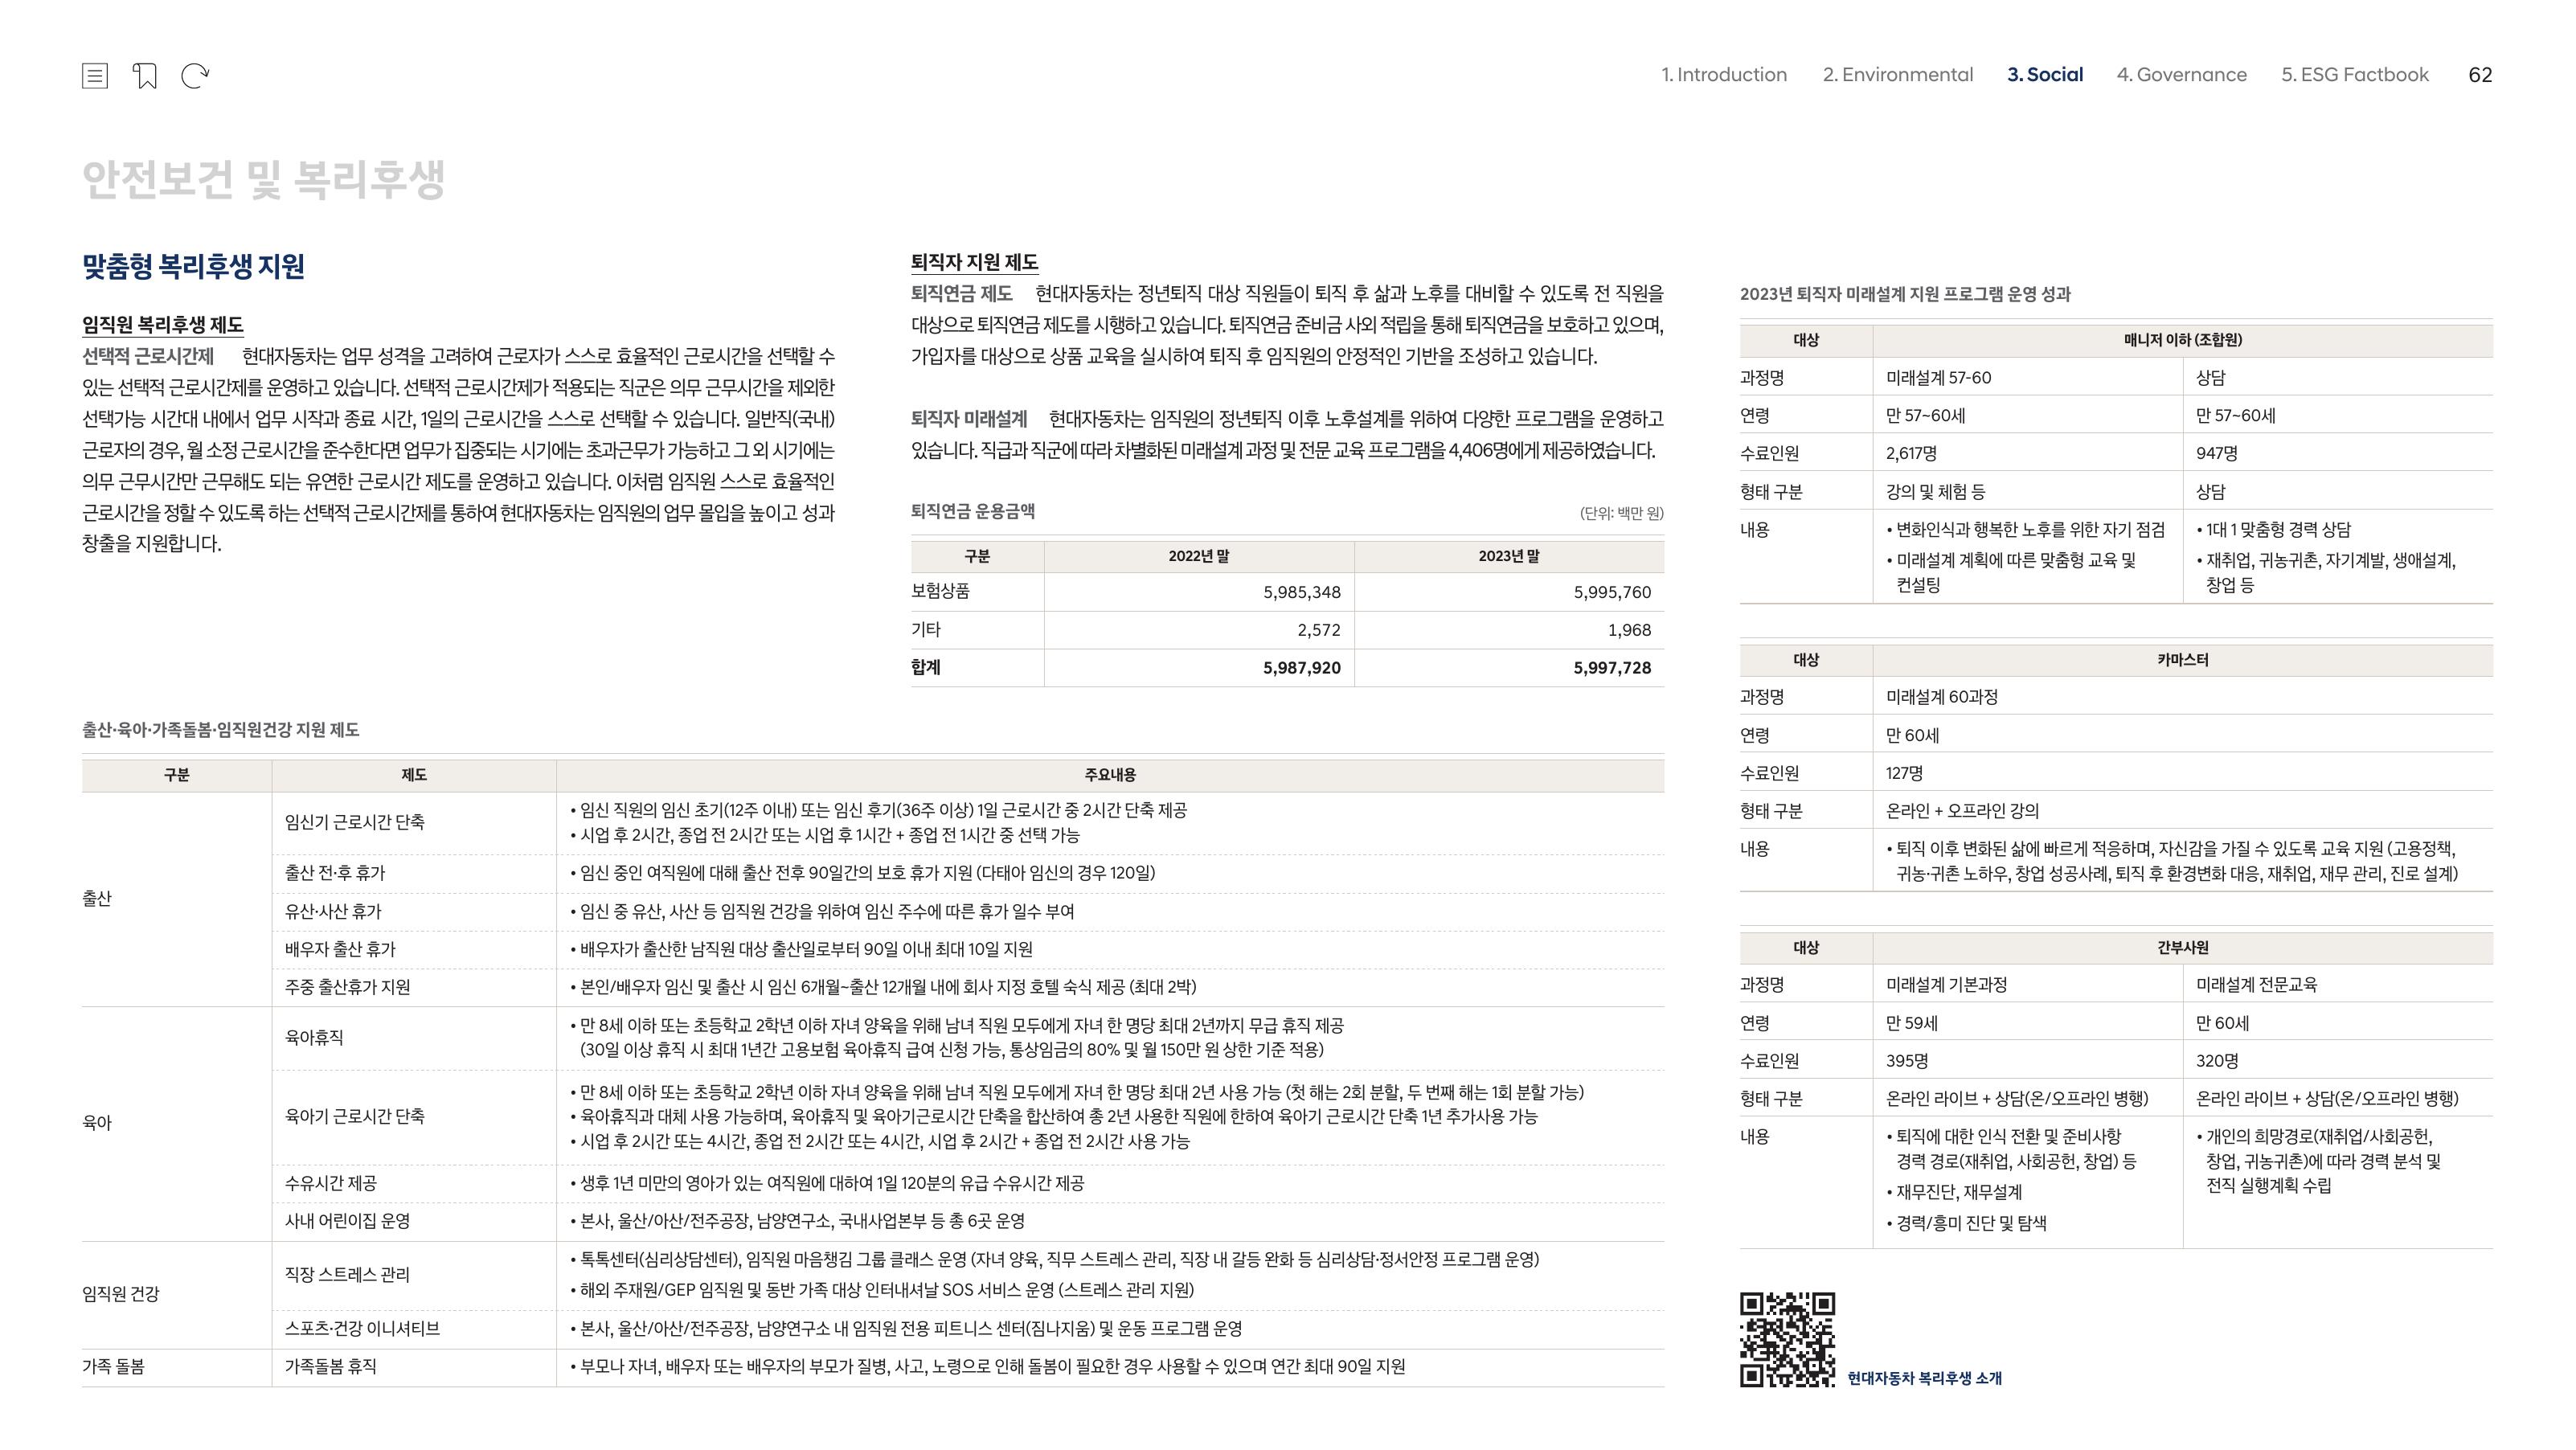 1. Introduction 2. Environmental 3. Social 4. Governance 5. ESG Factbook 62
안전보건 및 복리후생
맞춤형 복리후생 지원
임직원 복리후생 제도
선택적 근로시간제 현대자동차는 업무 성격을 고려하여 근로자가 스스로 효율적인 근로시간을 선택할 수
있는 선택적 근로시간제를 운영하고 있습니다. 선택적 근로시간제가 적용되는 직군은 의무 근무시간을 제외한
선택가능 시간대 내에서 업무 시작과 종료 시간, 1일의 근로시간을 스스로 선택할 수 있습니다. 일반직(국내)
근로자의 경우, 월 소정 근로시간을 준수한다면 업무가 집중되는 시기에는 초과근무가 가능하고 그 외 시기에는
의무 근무시간만 근무해도 되는 유연한 근로시간 제도를 운영하고 있습니다. 이처럼 임직원 스스로 효율적인
근로시간을 정할 수 있도록 하는 선택적 근로시간제를 통하여 현대자동차는 임직원의 업무 몰입을 높이고 성과
창출을 지원합니다.
퇴직자 지원 제도
퇴직연금 제도 현대자동차는 정년퇴직 대상 직원들이 퇴직 후 삶과 노후를 대비할 수 있도록 전 직원을
대상으로 퇴직연금 제도를 시행하고 있습니다. 퇴직연금 준비금 사외 적립을 통해 퇴직연금을 보호하고 있으며,
가입자를 대상으로 상품 교육을 실시하여 퇴직 후 임직원의 안정적인 기반을 조성하고 있습니다.
퇴직자 미래설계 현대자동차는 임직원의 정년퇴직 이후 노후설계를 위하여 다양한 프로그램을 운영하고
있습니다. 직급과 직군에 따라 차별화된 미래설계 과정 및 전문 교육 프로그램을 4,406명에게 제공하였습니다.
퇴직연금 운용금액 (단위: 백만 원)
구분 2022년 말 2023년 말
보험상품 5,985,348 5,995,760
기타 2,572 1,968
합계 5,987,920 5,997,728
출산·육아·가족돌봄·임직원건강 지원 제도
구분 제도 주요내용
출산
임신기 근로시간 단축
• 임신 직원의 임신 초기(12주 이내) 또는 임신 후기(36주 이상) 1일 근로시간 중 2시간 단축 제공
• 시업 후 2시간, 종업 전 2시간 또는 시업 후 1시간 + 종업 전 1시간 중 선택 가능
출산 전·후 휴가 • 임신 중인 여직원에 대해 출산 전후 90일간의 보호 휴가 지원 (다태아 임신의 경우 120일)
유산·사산 휴가 • 임신 중 유산, 사산 등 임직원 건강을 위하여 임신 주수에 따른 휴가 일수 부여
배우자 출산 휴가 • 배우자가 출산한 남직원 대상 출산일로부터 90일 이내 최대 10일 지원
주중 출산휴가 지원 • 본인/배우자 임신 및 출산 시 임신 6개월~출산 12개월 내에 회사 지정 호텔 숙식 제공 (최대 2박)
육아
육아휴직
• 만 8세 이하 또는 초등학교 2학년 이하 자녀 양육을 위해 남녀 직원 모두에게 자녀 한 명당 최대 2년까지 무급 휴직 제공
(30일 이상 휴직 시 최대 1년간 고용보험 육아휴직 급여 신청 가능, 통상임금의 80% 및 월 150만 원 상한 기준 적용)
육아기 근로시간 단축
• 만 8세 이하 또는 초등학교 2학년 이하 자녀 양육을 위해 남녀 직원 모두에게 자녀 한 명당 최대 2년 사용 가능 (첫 해는 2회 분할, 두 번째 해는 1회 분할 가능)
• 육아휴직과 대체 사용 가능하며, 육아휴직 및 육아기근로시간 단축을 합산하여 총 2년 사용한 직원에 한하여 육아기 근로시간 단축 1년 추가사용 가능
• 시업 후 2시간 또는 4시간, 종업 전 2시간 또는 4시간, 시업 후 2시간 + 종업 전 2시간 사용 가능
수유시간 제공 • 생후 1년 미만의 영아가 있는 여직원에 대하여 1일 120분의 유급 수유시간 제공
사내 어린이집 운영 • 본사, 울산/아산/전주공장, 남양연구소, 국내사업본부 등 총 6곳 운영
임직원 건강
직장 스트레스 관리
• 톡톡센터(심리상담센터), 임직원 마음챙김 그룹 클래스 운영 (자녀 양육, 직무 스트레스 관리, 직장 내 갈등 완화 등 심리상담·정서안정 프로그램 운영)
• 해외 주재원/GEP 임직원 및 동반 가족 대상 인터내셔날 SOS 서비스 운영 (스트레스 관리 지원)
스포츠·건강 이니셔티브 • 본사, 울산/아산/전주공장, 남양연구소 내 임직원 전용 피트니스 센터(짐나지움) 및 운동 프로그램 운영
가족 돌봄 가족돌봄 휴직 • 부모나 자녀, 배우자 또는 배우자의 부모가 질병, 사고, 노령으로 인해 돌봄이 필요한 경우 사용할 수 있으며 연간 최대 90일 지원
2023년 퇴직자 미래설계 지원 프로그램 운영 성과
대상 매니저 이하 (조합원)
과정명 미래설계 57-60 상담
연령 만 57~60세 만 57~60세
수료인원 2,617명 947명
형태 구분 강의 및 체험 등 상담
내용 • 변화인식과 행복한 노후를 위한 자기 점검 • 1대 1 맞춤형 경력 상담
• 미래설계 계획에 따른 맞춤형 교육 및 • 재취업, 귀농귀촌, 자기계발, 생애설계,
컨설팅 창업 등
대상 카마스터
과정명 미래설계 60과정
연령 만 60세
수료인원 127명
형태 구분 온라인 + 오프라인 강의
내용 • 퇴직 이후 변화된 삶에 빠르게 적응하며, 자신감을 가질 수 있도록 교육 지원 (고용정책,
귀농·귀촌 노하우, 창업 성공사례, 퇴직 후 환경변화 대응, 재취업, 재무 관리, 진로 설계)
대상 간부사원
과정명 미래설계 기본과정 미래설계 전문교육
연령 만 59세 만 60세
수료인원 395명 320명
형태 구분 온라인 라이브 + 상담(온/오프라인 병행) 온라인 라이브 + 상담(온/오프라인 병행)
내용 • 퇴직에 대한 인식 전환 및 준비사항 • 개인의 희망경로(재취업/사회공헌,
경력 경로(재취업, 사회공헌, 창업) 등 창업, 귀농귀촌)에 따라 경력 분석 및
• 재무진단, 재무설계 전직 실행계획 수립
• 경력/흥미 진단 및 탐색
현대자동차 복리후생 소개